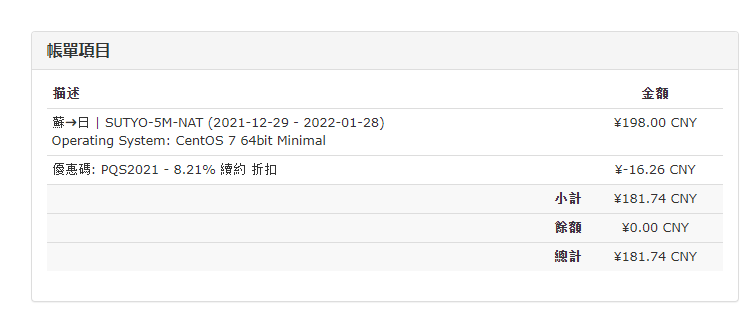 帳單項目
描述 金額
蘇➔日 | SUTYO-5M-NAT (2021-12-29 - 2022-01-28) ¥198.00 CNY
Operating System: CentOS 7 64bit Minimal
優惠碼: PQS2021 - 8.21% 續約 折扣 ¥-16.26 CNY
小計 ¥181.74 CNY
餘額 ¥0.00 CNY
總計 ¥181.74 CNY